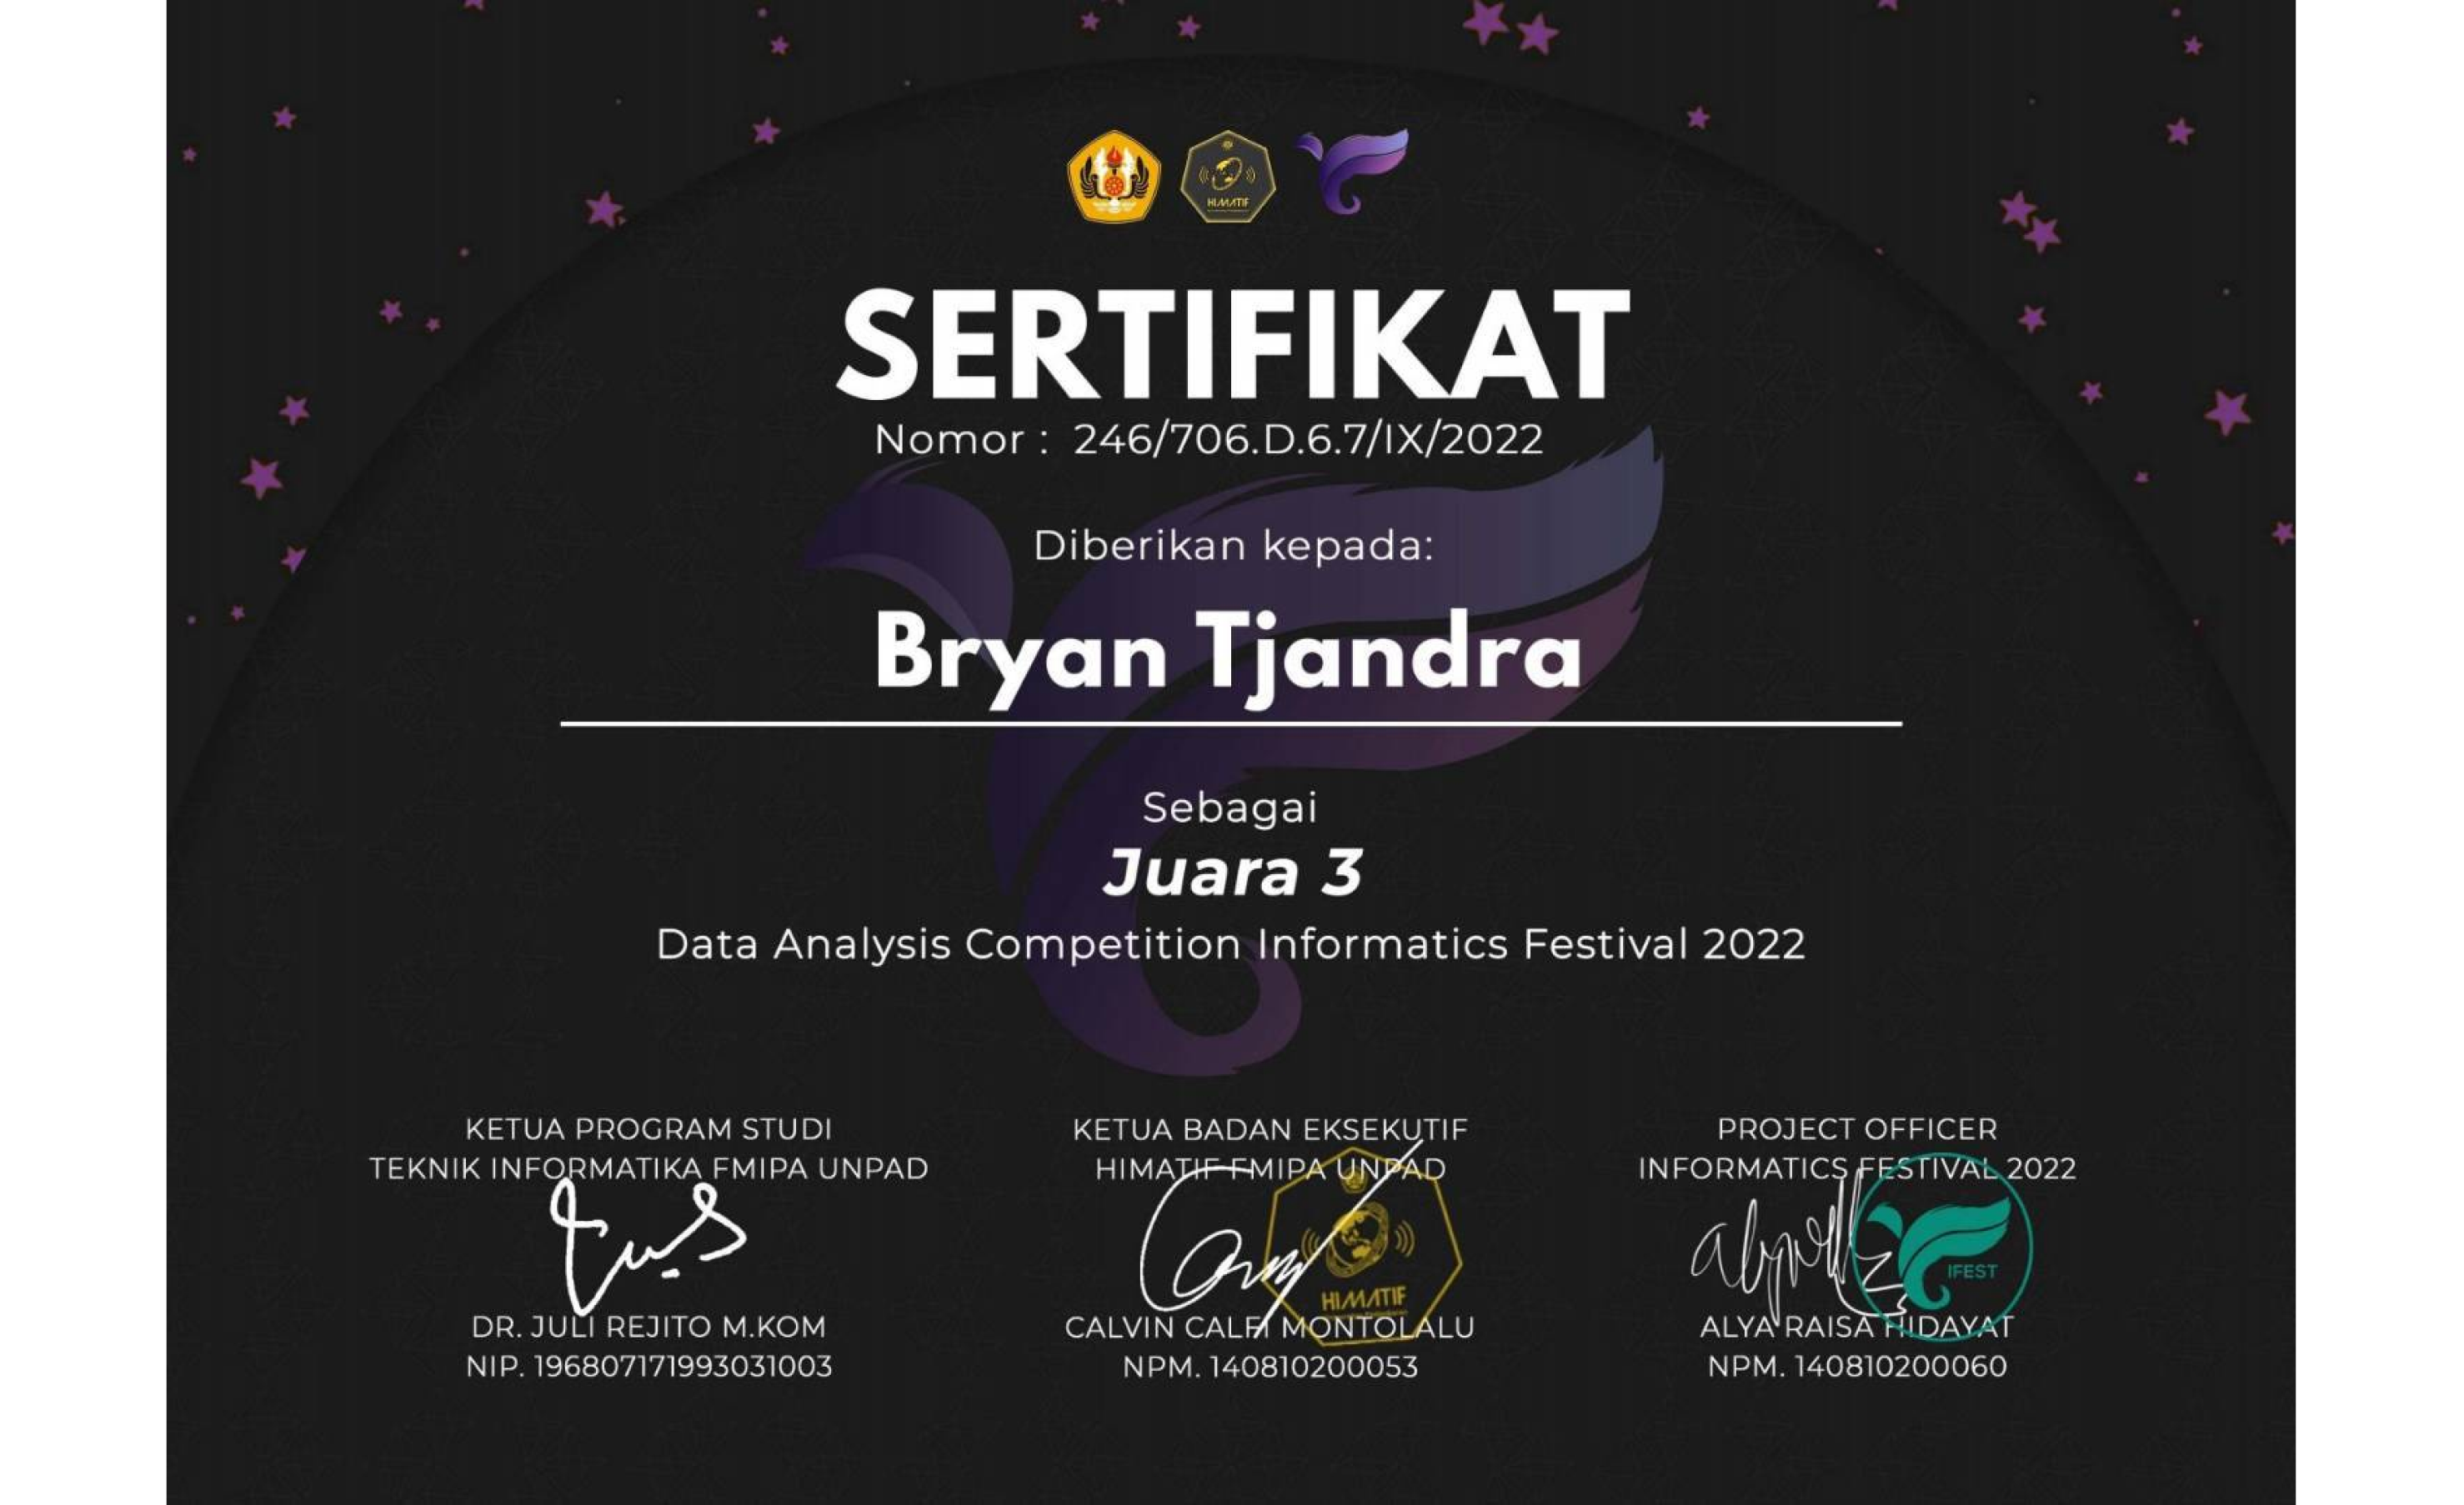 HIMATIF
SERTIFIKAT
Nomor : 246/706.D.6.7/IX/2022
Diberikan kepada:
Bryan Tjandra
Sebagai
Juara 3
Data Analysis Competition Informatics Festival 2022
KETUA PROGRAM STUDI
TEKNIK INFORMATIKA FMIPA UNPAD
DR. JULI REJITO M.KOM
NIP. 196807171993031003
KETUA BADAN EKSEKUTIF
HIMATIF FMIPA UNPAD
HIMATIF
CALVIN CALFI MONTOLALU
NPM. 140810200053
PROJECT OFFICER
INFORMATICS FESTIVAL 2022
IFEST
ALYA RAISA HIDAYAT
NPM. 140810200060